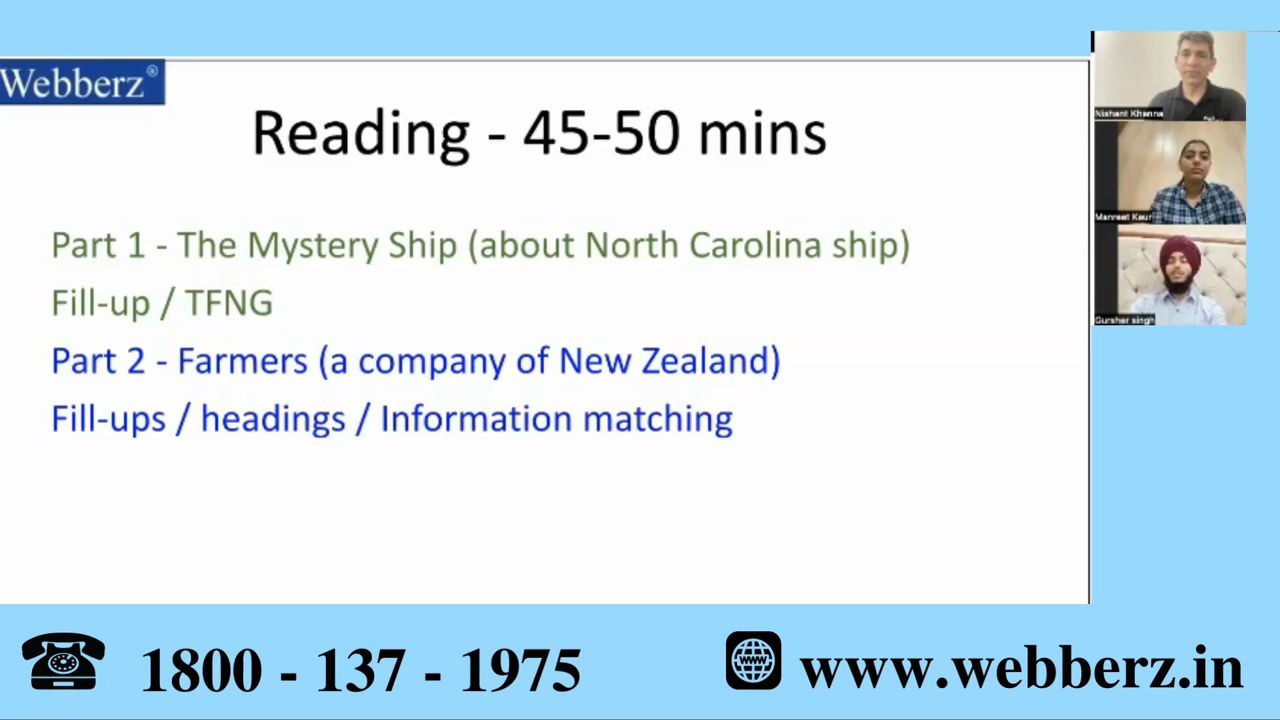 Webberz®
Reading - 45-50 mins
Part 1 - The Mystery Ship (about North Carolina ship)
Fill-up / TFNG
Part 2 - Farmers (a company of New Zealand)
Fill-ups / headings / Information matching
Nishant Khanna
Manreet Kaur
Gursher singh
1800 - 137 - 1975
www.webberz.in